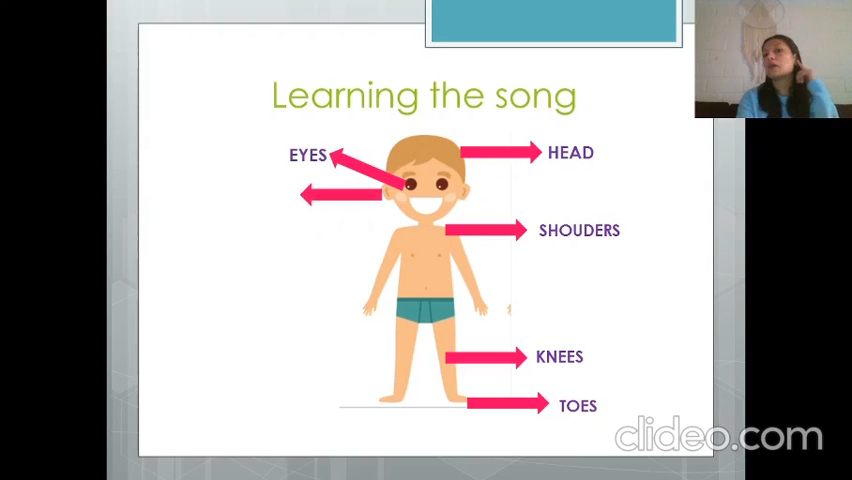 Learning the song
EYES
HEAD
SHOUDERS
KNEES
TOES
clideo.com